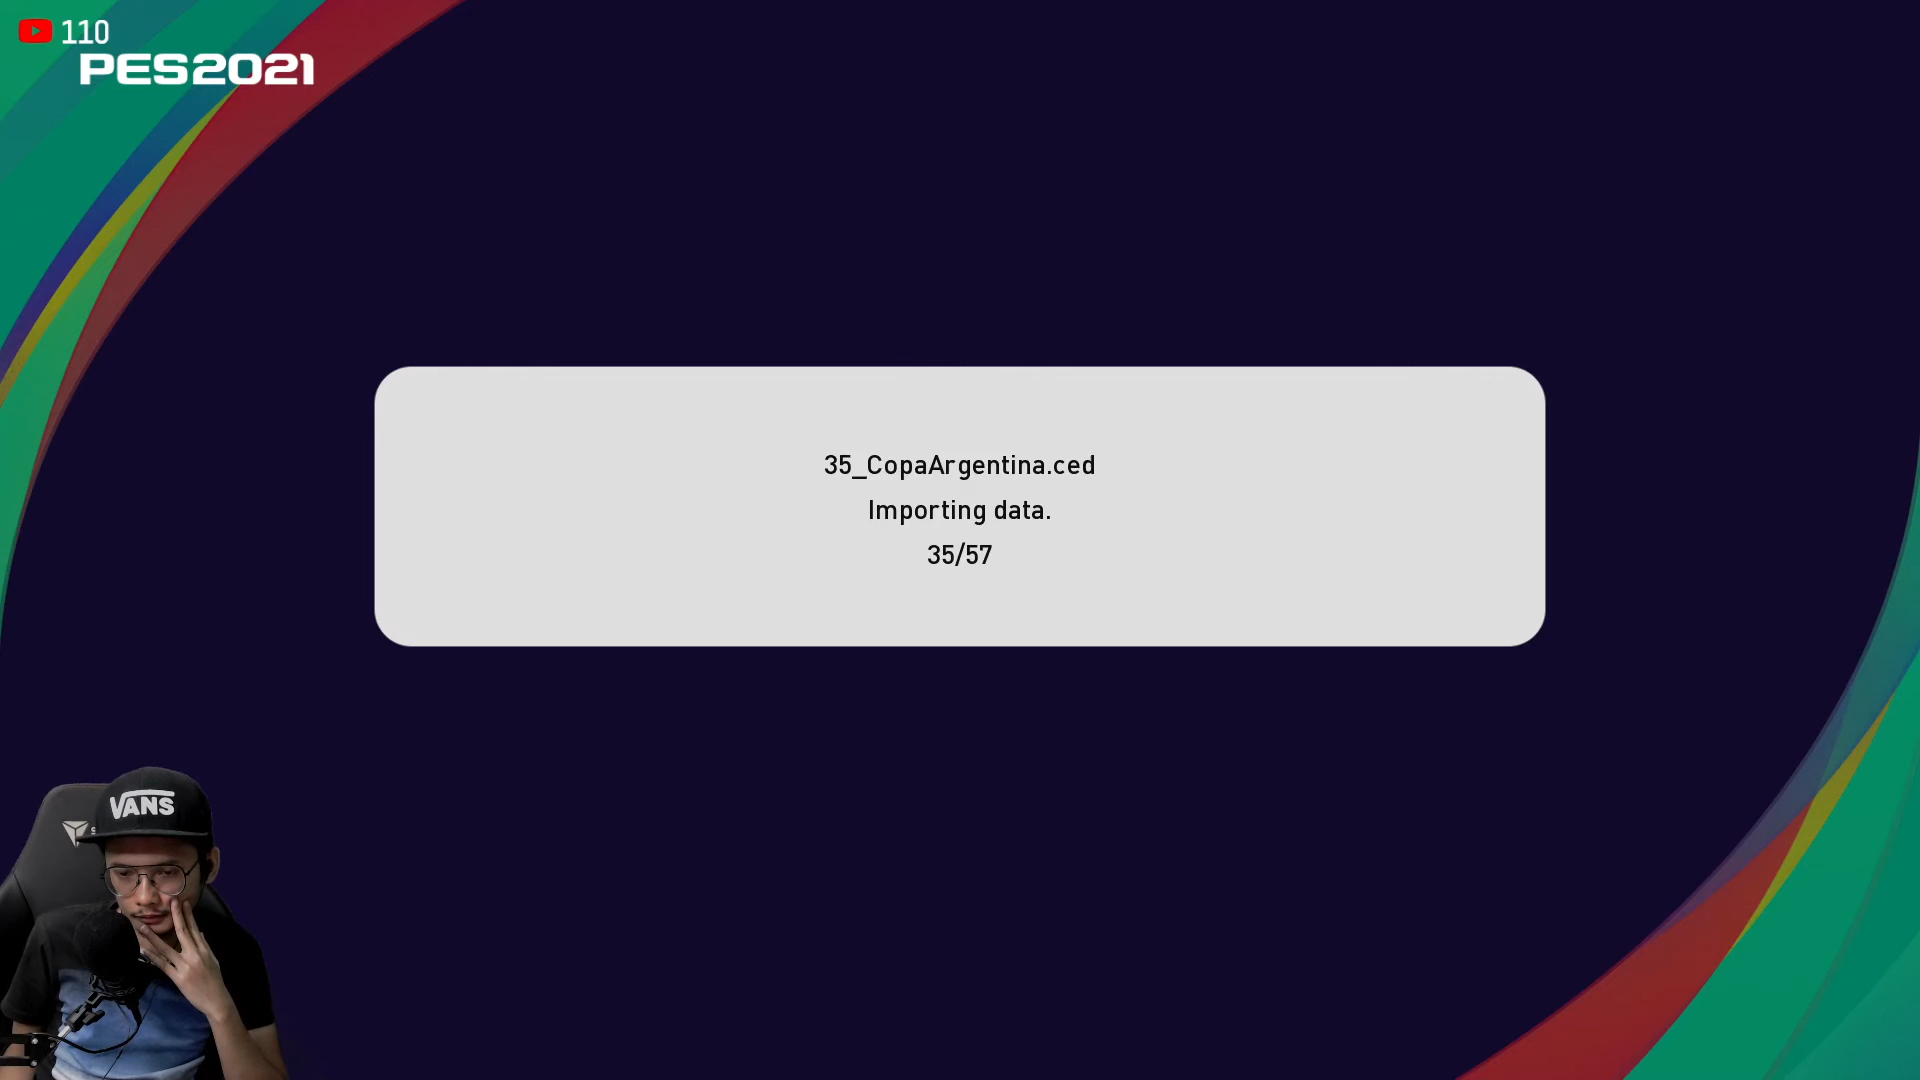 110
PES2021
35_CopaArgentina.ced
Importing data.
35/57
VANS